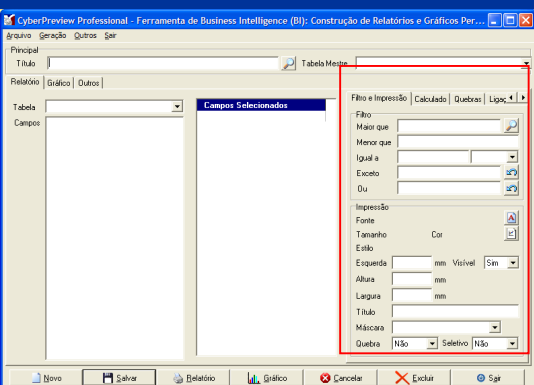 CyberPreview Professional - Ferramenta de Business Intelligence (BI): Construção de Relatórios e Gráficos Per...
Arquivo Geração Outros Sair
Principal
Título Tabela Mestre
Relatório Gráfico Outros
Tabela
Campos
Campos Selecionados
Filtro e Impressão Calculado Quebras Ligaç
Filtro
Maior que
Menor que
Igual a
Exceto
Ou
Impressão
Fonte
Tamanho Cor
Estilo
Esquerda mm Visível Sim
Altura mm
Largura mm
Título
Máscara
Quebra Não Seletivo Não
Novo Salvar Relatório Gráfico Cancelar Excluir Sair